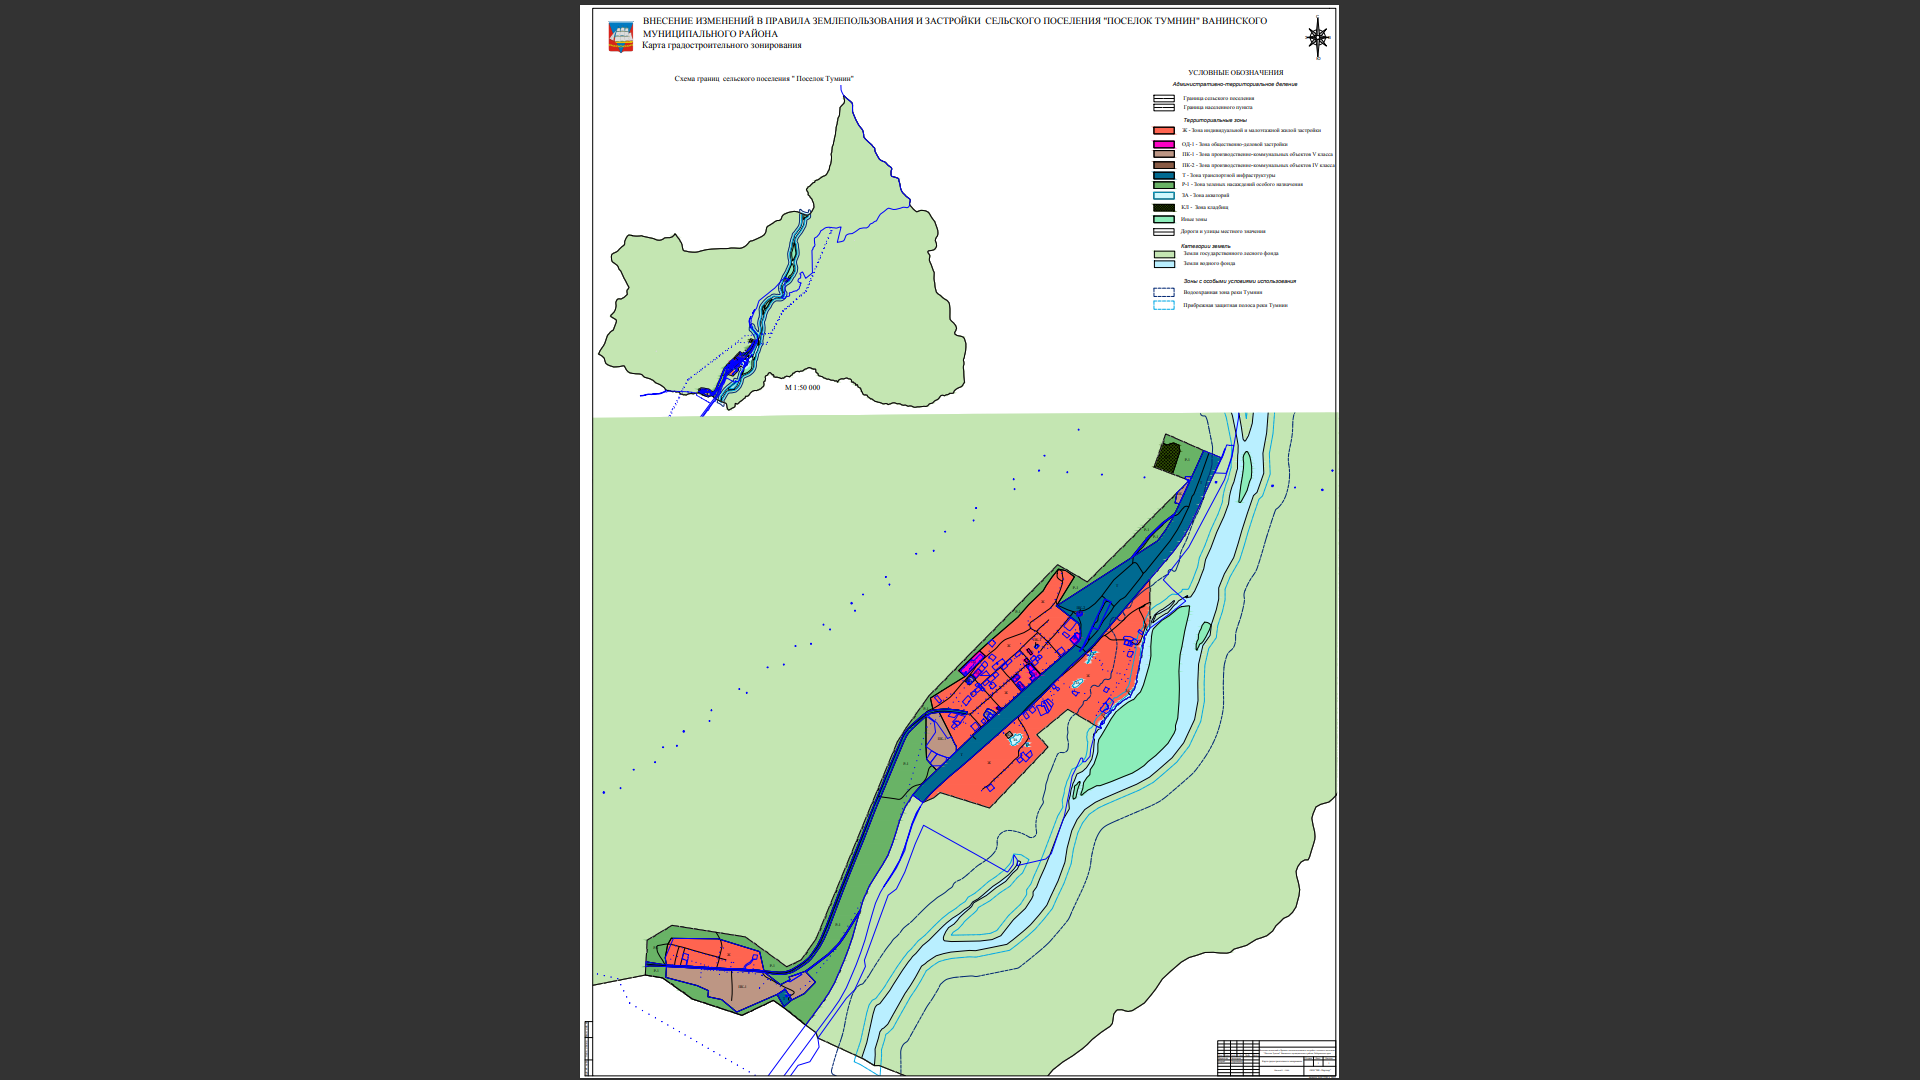 ВНЕСЕНИЕ ИЗМЕНЕНИЙ В ПРАВИЛА ЗЕМЛЕПОЛЬЗОВАНИЯ И ЗАСТРОЙКИ СЕЛЬСКОГО ПОСЕЛЕНИЯ "ПОСЕЛОК ТУМНИН" ВАНИНСКОГО
МУНИЦИПАЛЬНОГО РАЙОНА
Карта градостроительного зонирования
Схема границ сельского поселения " Поселок Тумнин"
М 1:50 000
УСЛОВНЫЕ ОБОЗНАЧЕНИЯ
Административно-территориальное деление
Граница сельского поселения
Граница населенного пункта
Территориальные зоны
Ж - Зона индивидуальной и малоэтажной жилой застройки
ОД-1 - Зона общественно-деловой застройки
ПК-1 - Зона производственно-коммунальных объектов V класса
ПК-2 - Зона производственно-коммунальных объектов IV класса
Т - Зона транспортной инфраструктуры
Р-1 - Зона зеленых насаждений особого назначения
ЗА - Зона акваторий
КЛ - Зона кладбищ
Иные зоны
Дороги и улицы местного значения
Категории земель
Земли государственного лесного фонда
Земли водного фонда
Зоны с особыми условиями использования
Водоохранная зона реки Тумнин
Прибрежная защитная полоса реки Тумнин